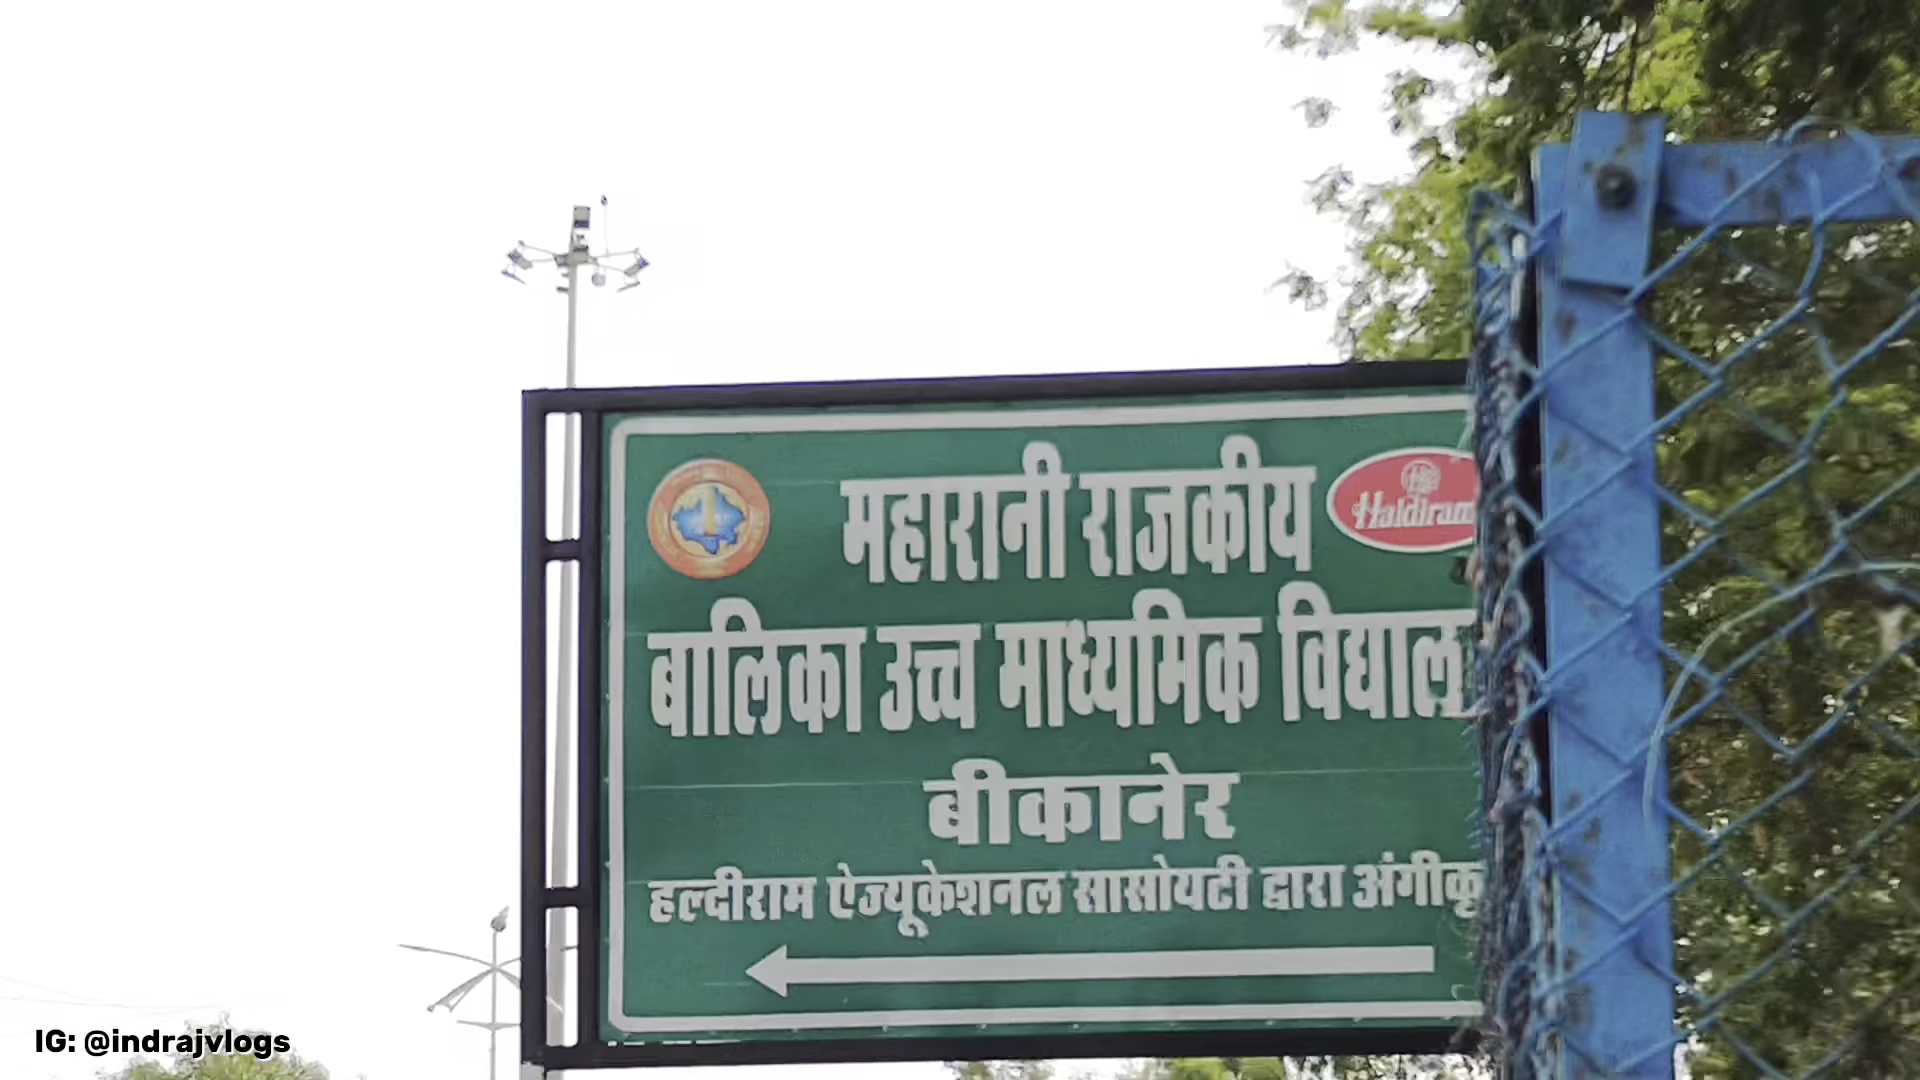 महारानी राजकीय
Haldiram
बालिका उच्च माध्यमिक विद्याल
बीकानेर
हल्दीराम ऐज्यूकेशनल सासोयटी द्वारा अंगीकृ
IG: @indrajvlogs